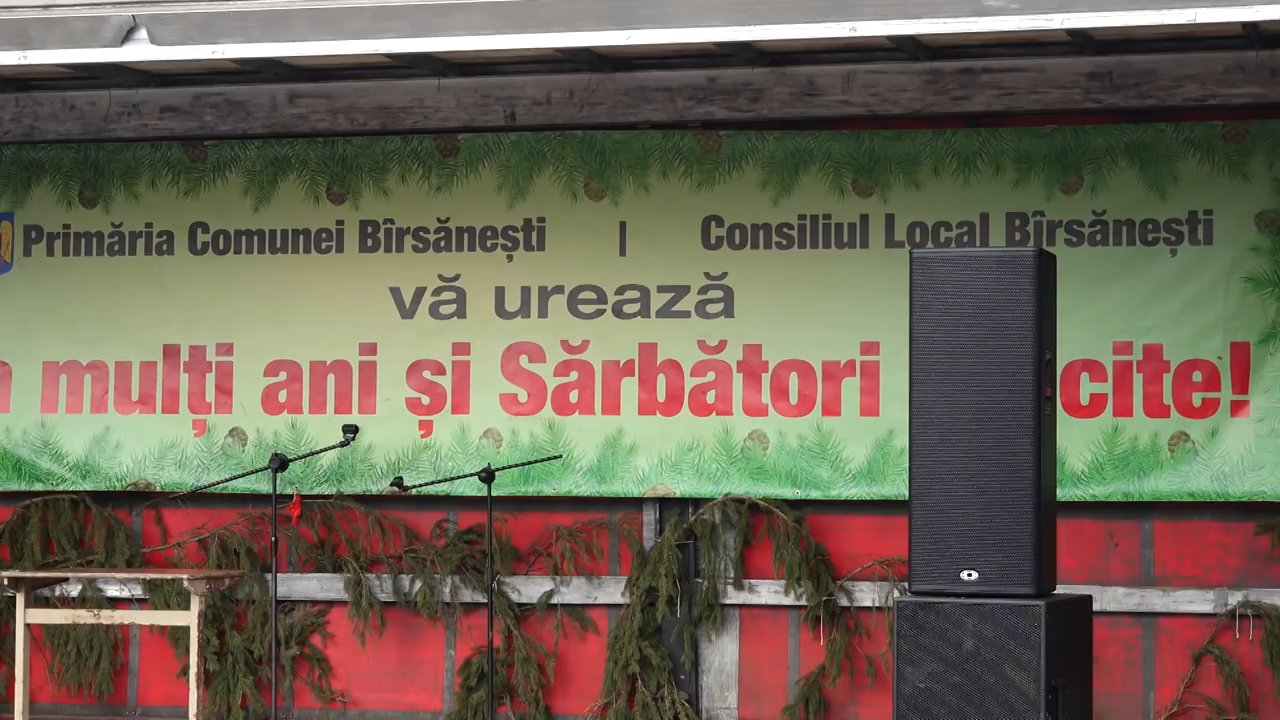 Primăria Comunei Bîrsănești | Consiliul Local Bîrsănești
vă urează
mulți ani și Sărbători cite!